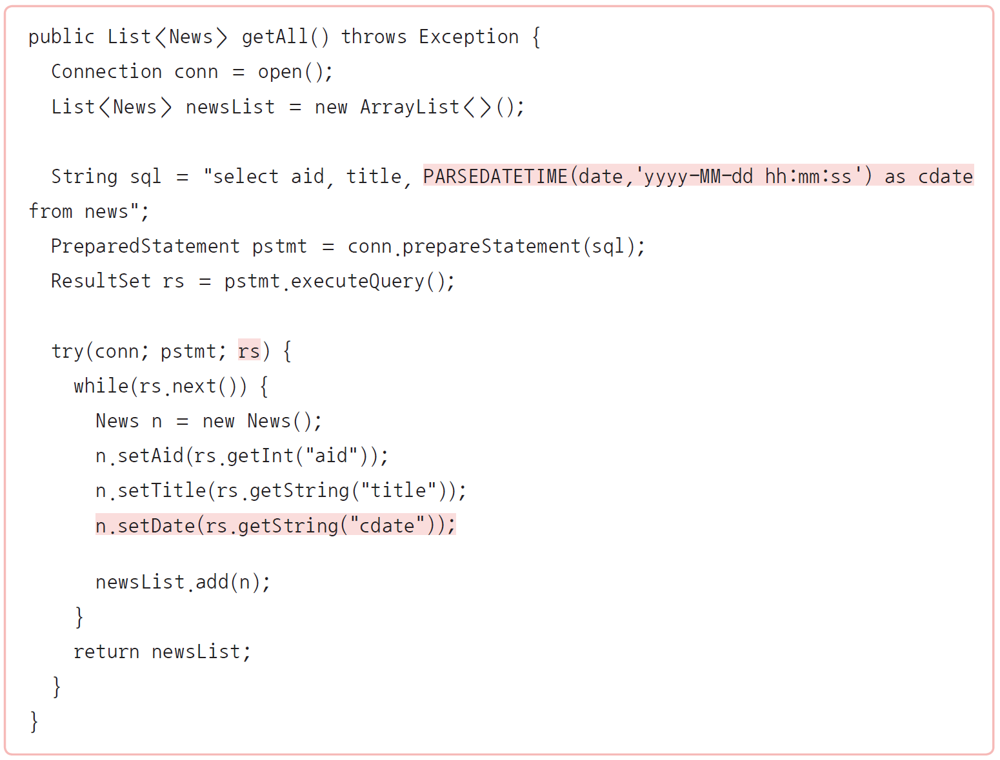 public List<News> getAll() throws Exception {
  Connection conn = open();
  List<News> newsList = new ArrayList<>();

  String sql = "select aid, title, PARSEDATETIME(date,'yyyy-MM-dd hh:mm:ss') as cdate
from news";
  PreparedStatement pstmt = conn.prepareStatement(sql);
  ResultSet rs = pstmt.executeQuery();

  try(conn; pstmt; rs) {
    while(rs.next()) {
      News n = new News();
      n.setAid(rs.getInt("aid"));
      n.setTitle(rs.getString("title"));
      n.setDate(rs.getString("cdate"));

      newsList.add(n);
    }
    return newsList;
  }
}